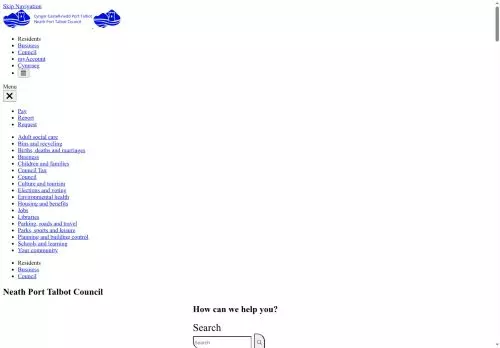 Skip Navigation
Cyngor Castell-nedd Port Talbot
Neath Port Talbot Council
Residents
Business
Council
myAccount
Cymraeg
Menu
Pay
Report
Request
Adult social care
Bins and recycling
Births, deaths and marriages
Business
Children and families
Council Tax
Council
Culture and tourism
Elections and voting
Environmental health
Housing and benefits
Jobs
Libraries
Parking, roads and travel
Parks, sports and leisure
Planning and building control
Schools and learning
Your community
Residents
Business
Council
Neath Port Talbot Council
How can we help you?
Search
Search